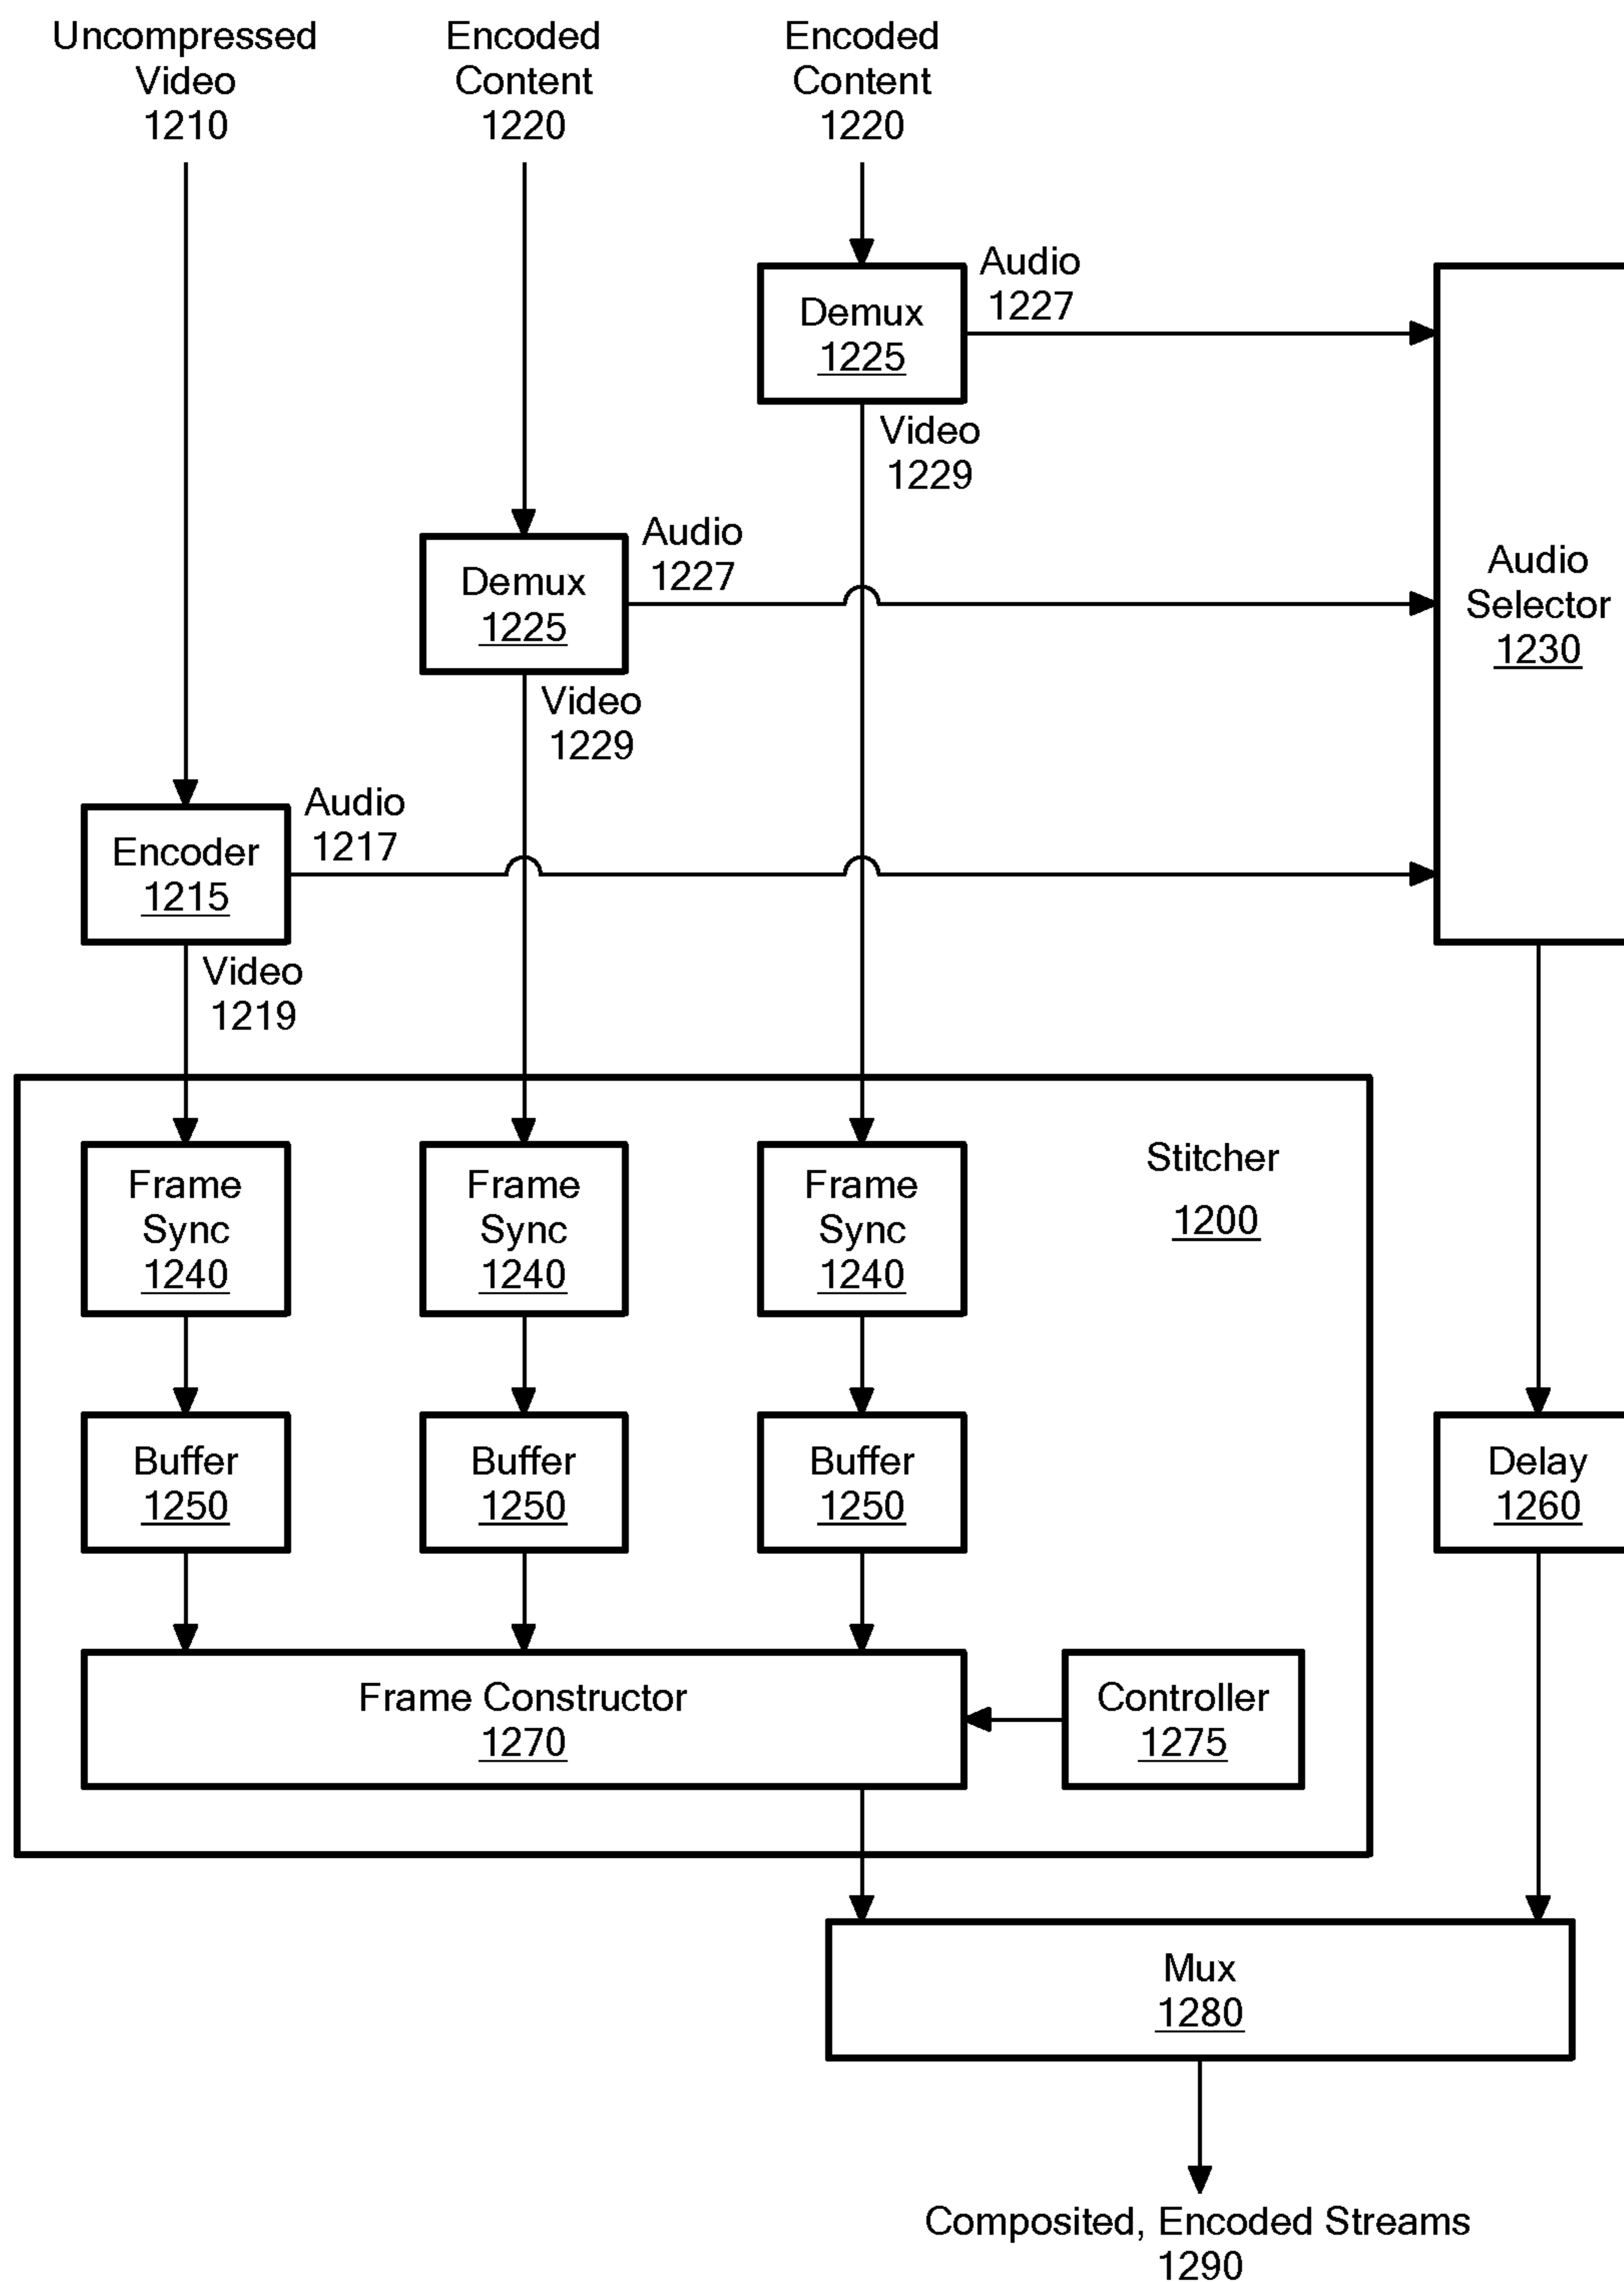 Uncompressed
Video
1210
Encoded
Content
1220
Encoded
Content
1220
Demux
1225
Audio
1227
Video
1229
Demux
1225
Audio
1227
Video
1229
Audio
Selector
1230
Encoder
1215
Audio
1217
Video
1219
Stitcher
1200
Frame
Sync
1240
Frame
Sync
1240
Frame
Sync
1240
Buffer
1250
Buffer
1250
Buffer
1250
Delay
1260
Frame Constructor
1270
Controller
1275
Mux
1280
Composited, Encoded Streams
1290